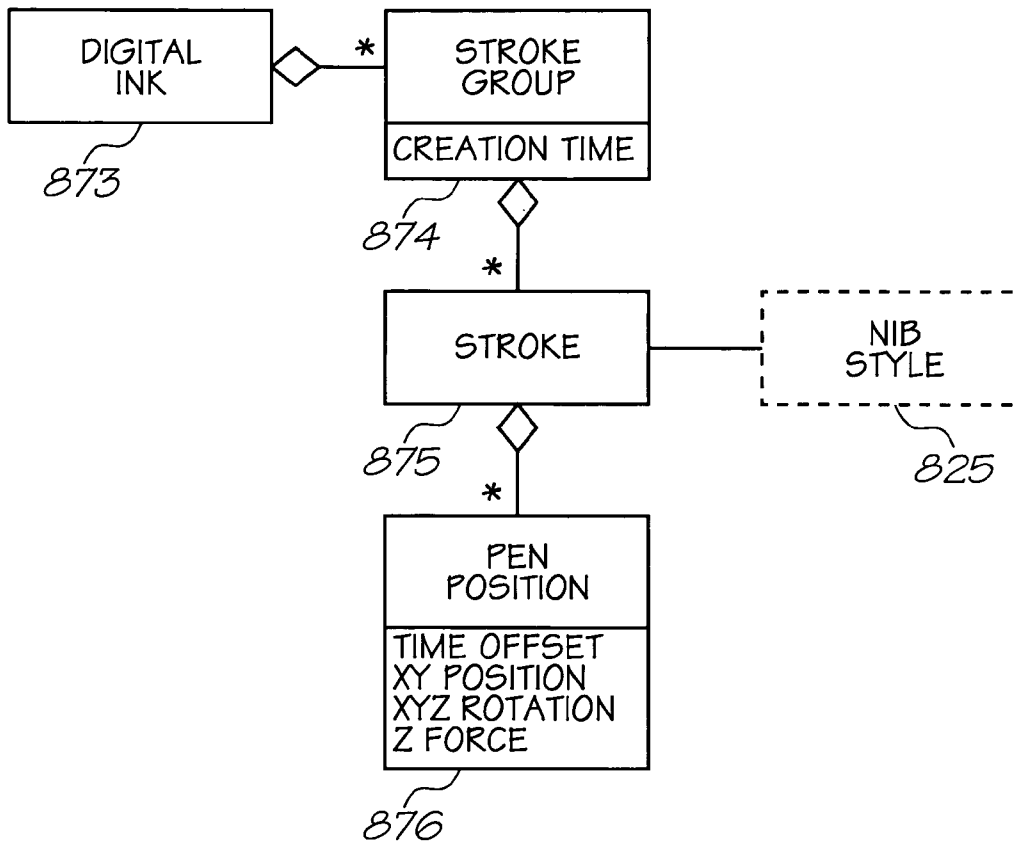 DIGITAL
INK
*
STROKE
GROUP
CREATION TIME
873
874
*
STROKE
NIB
STYLE
875
825
*
PEN
POSITION
TIME OFFSET
XY POSITION
XYZ ROTATION
Z FORCE
876